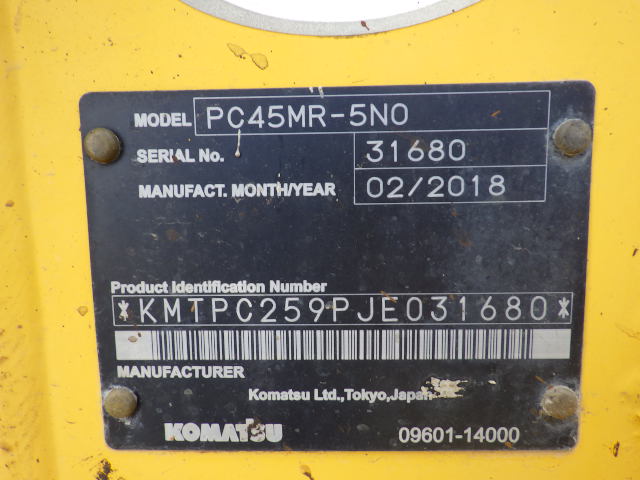 MODEL PC45MR-5N0
SERIAL No. 31680
MANUFACT. MONTH/YEAR 02/2018
Product Identification Number
*KMTPC259PJE031680*
MANUFACTURER
Komatsu Ltd.,Tokyo,Japan
KOMATSU 09601-14000